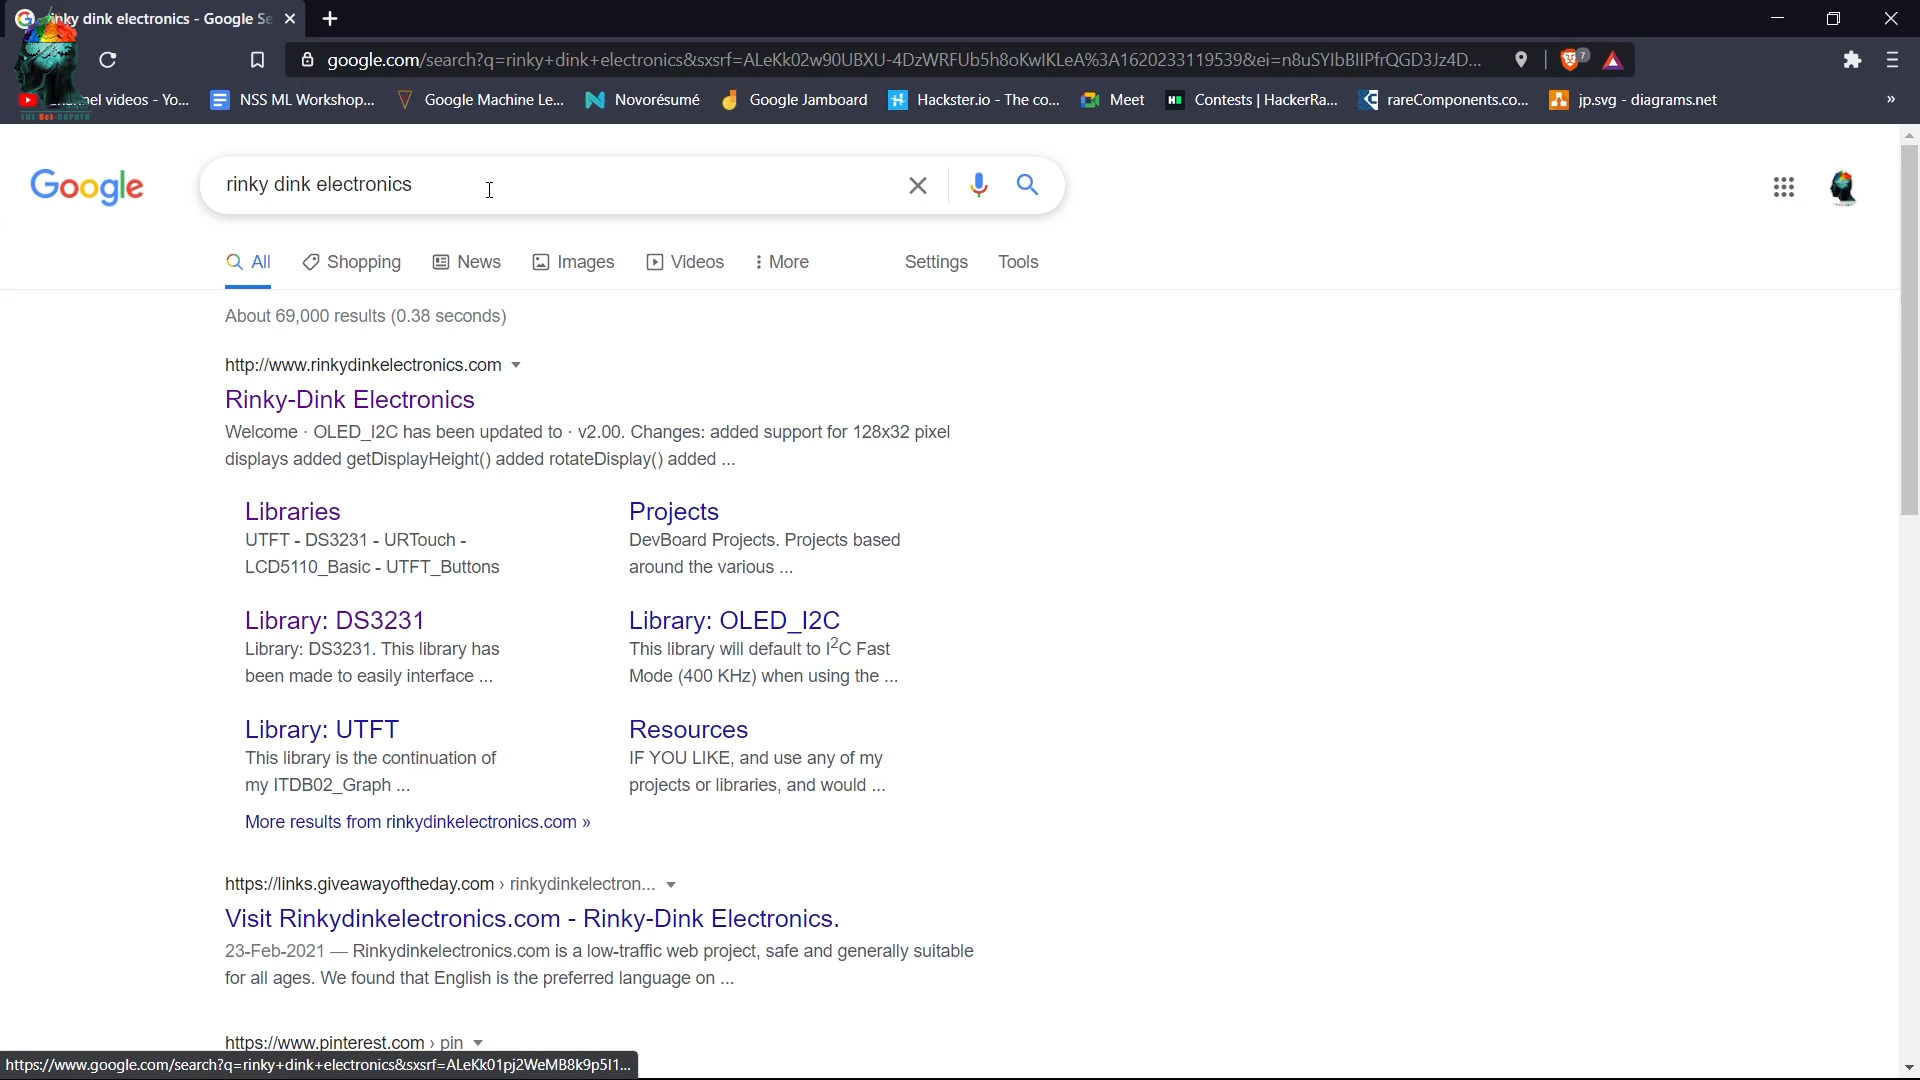 inky dink electronics - Google Se
google.com/search?q=rinky+dink+electronics&sxsrf=ALeKk02w90UBXU-4DzWRFUb5h8oKwIKLeA%3A1620233119539&ei=n8uSYIbBIIPfrQGD3Jz4D...
7
nel videos - Yo...
NSS ML Workshop...
Google Machine Le...
Novorésumé
Google Jamboard
Hackster.io - The co...
Meet
Contests | HackerRa...
rareComponents.co...
jp.svg - diagrams.net
»
THE Sci-COPATH
Google
rinky dink electronics
All
Shopping
News
Images
Videos
More
Settings
Tools
About 69,000 results (0.38 seconds)
http://www.rinkydinkelectronics.com
Rinky-Dink Electronics
Welcome · OLED_I2C has been updated to · v2.00. Changes: added support for 128x32 pixel
displays added getDisplayHeight() added rotateDisplay() added ...
Libraries
UTFT - DS3231 - URTouch -
LCD5110_Basic - UTFT_Buttons
Projects
DevBoard Projects. Projects based
around the various ...
Library: DS3231
Library: DS3231. This library has
been made to easily interface ...
Library: OLED_I2C
This library will default to I²C Fast
Mode (400 KHz) when using the ...
Library: UTFT
This library is the continuation of
my ITDB02_Graph ...
Resources
IF YOU LIKE, and use any of my
projects or libraries, and would ...
More results from rinkydinkelectronics.com »
https://links.giveawayoftheday.com › rinkydinkelectron...
Visit Rinkydinkelectronics.com - Rinky-Dink Electronics.
23-Feb-2021 — Rinkydinkelectronics.com is a low-traffic web project, safe and generally suitable
for all ages. We found that English is the preferred language on ...
https://www.pinterest.com › pin
https://www.google.com/search?q=rinky+dink+electronics&sxsrf=ALeKk01pj2WeMB8k9p5I1...